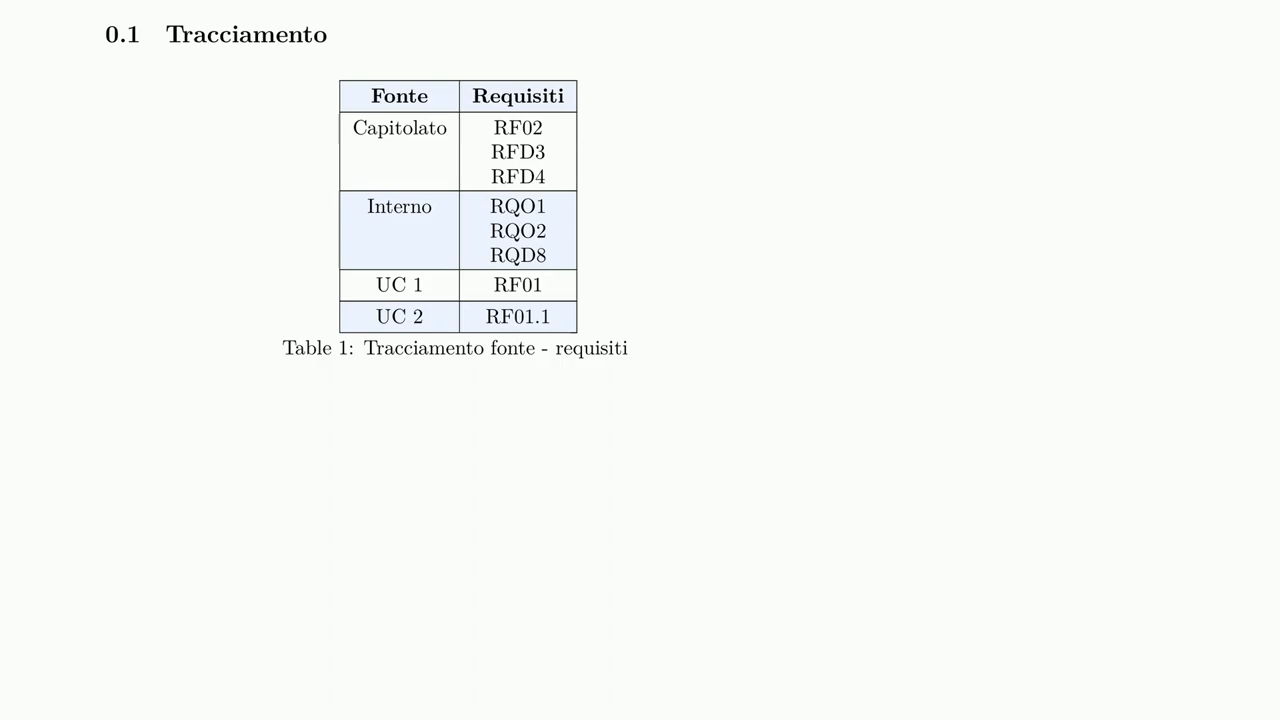 0.1 Tracciamento
Fonte Requisiti
Capitolato RF02
RFD3
RFD4
Interno RQO1
RQO2
RQD8
UC 1 RF01
UC 2 RF01.1
Table 1: Tracciamento fonte - requisiti